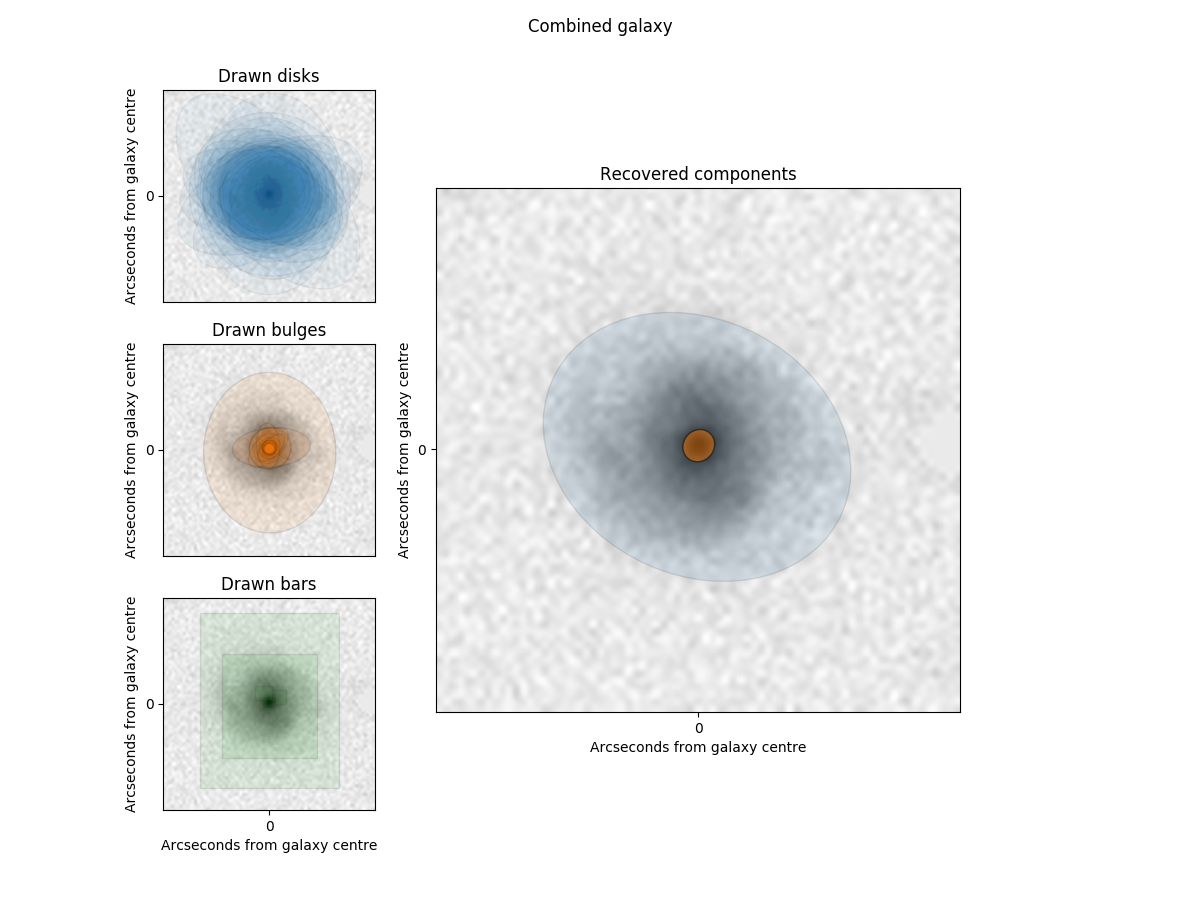 Combined galaxy
Drawn disks
Arcseconds from galaxy centre
0
Drawn bulges
Arcseconds from galaxy centre
0
Drawn bars
Arcseconds from galaxy centre
0
0
Arcseconds from galaxy centre
Recovered components
Arcseconds from galaxy centre
0
0
Arcseconds from galaxy centre